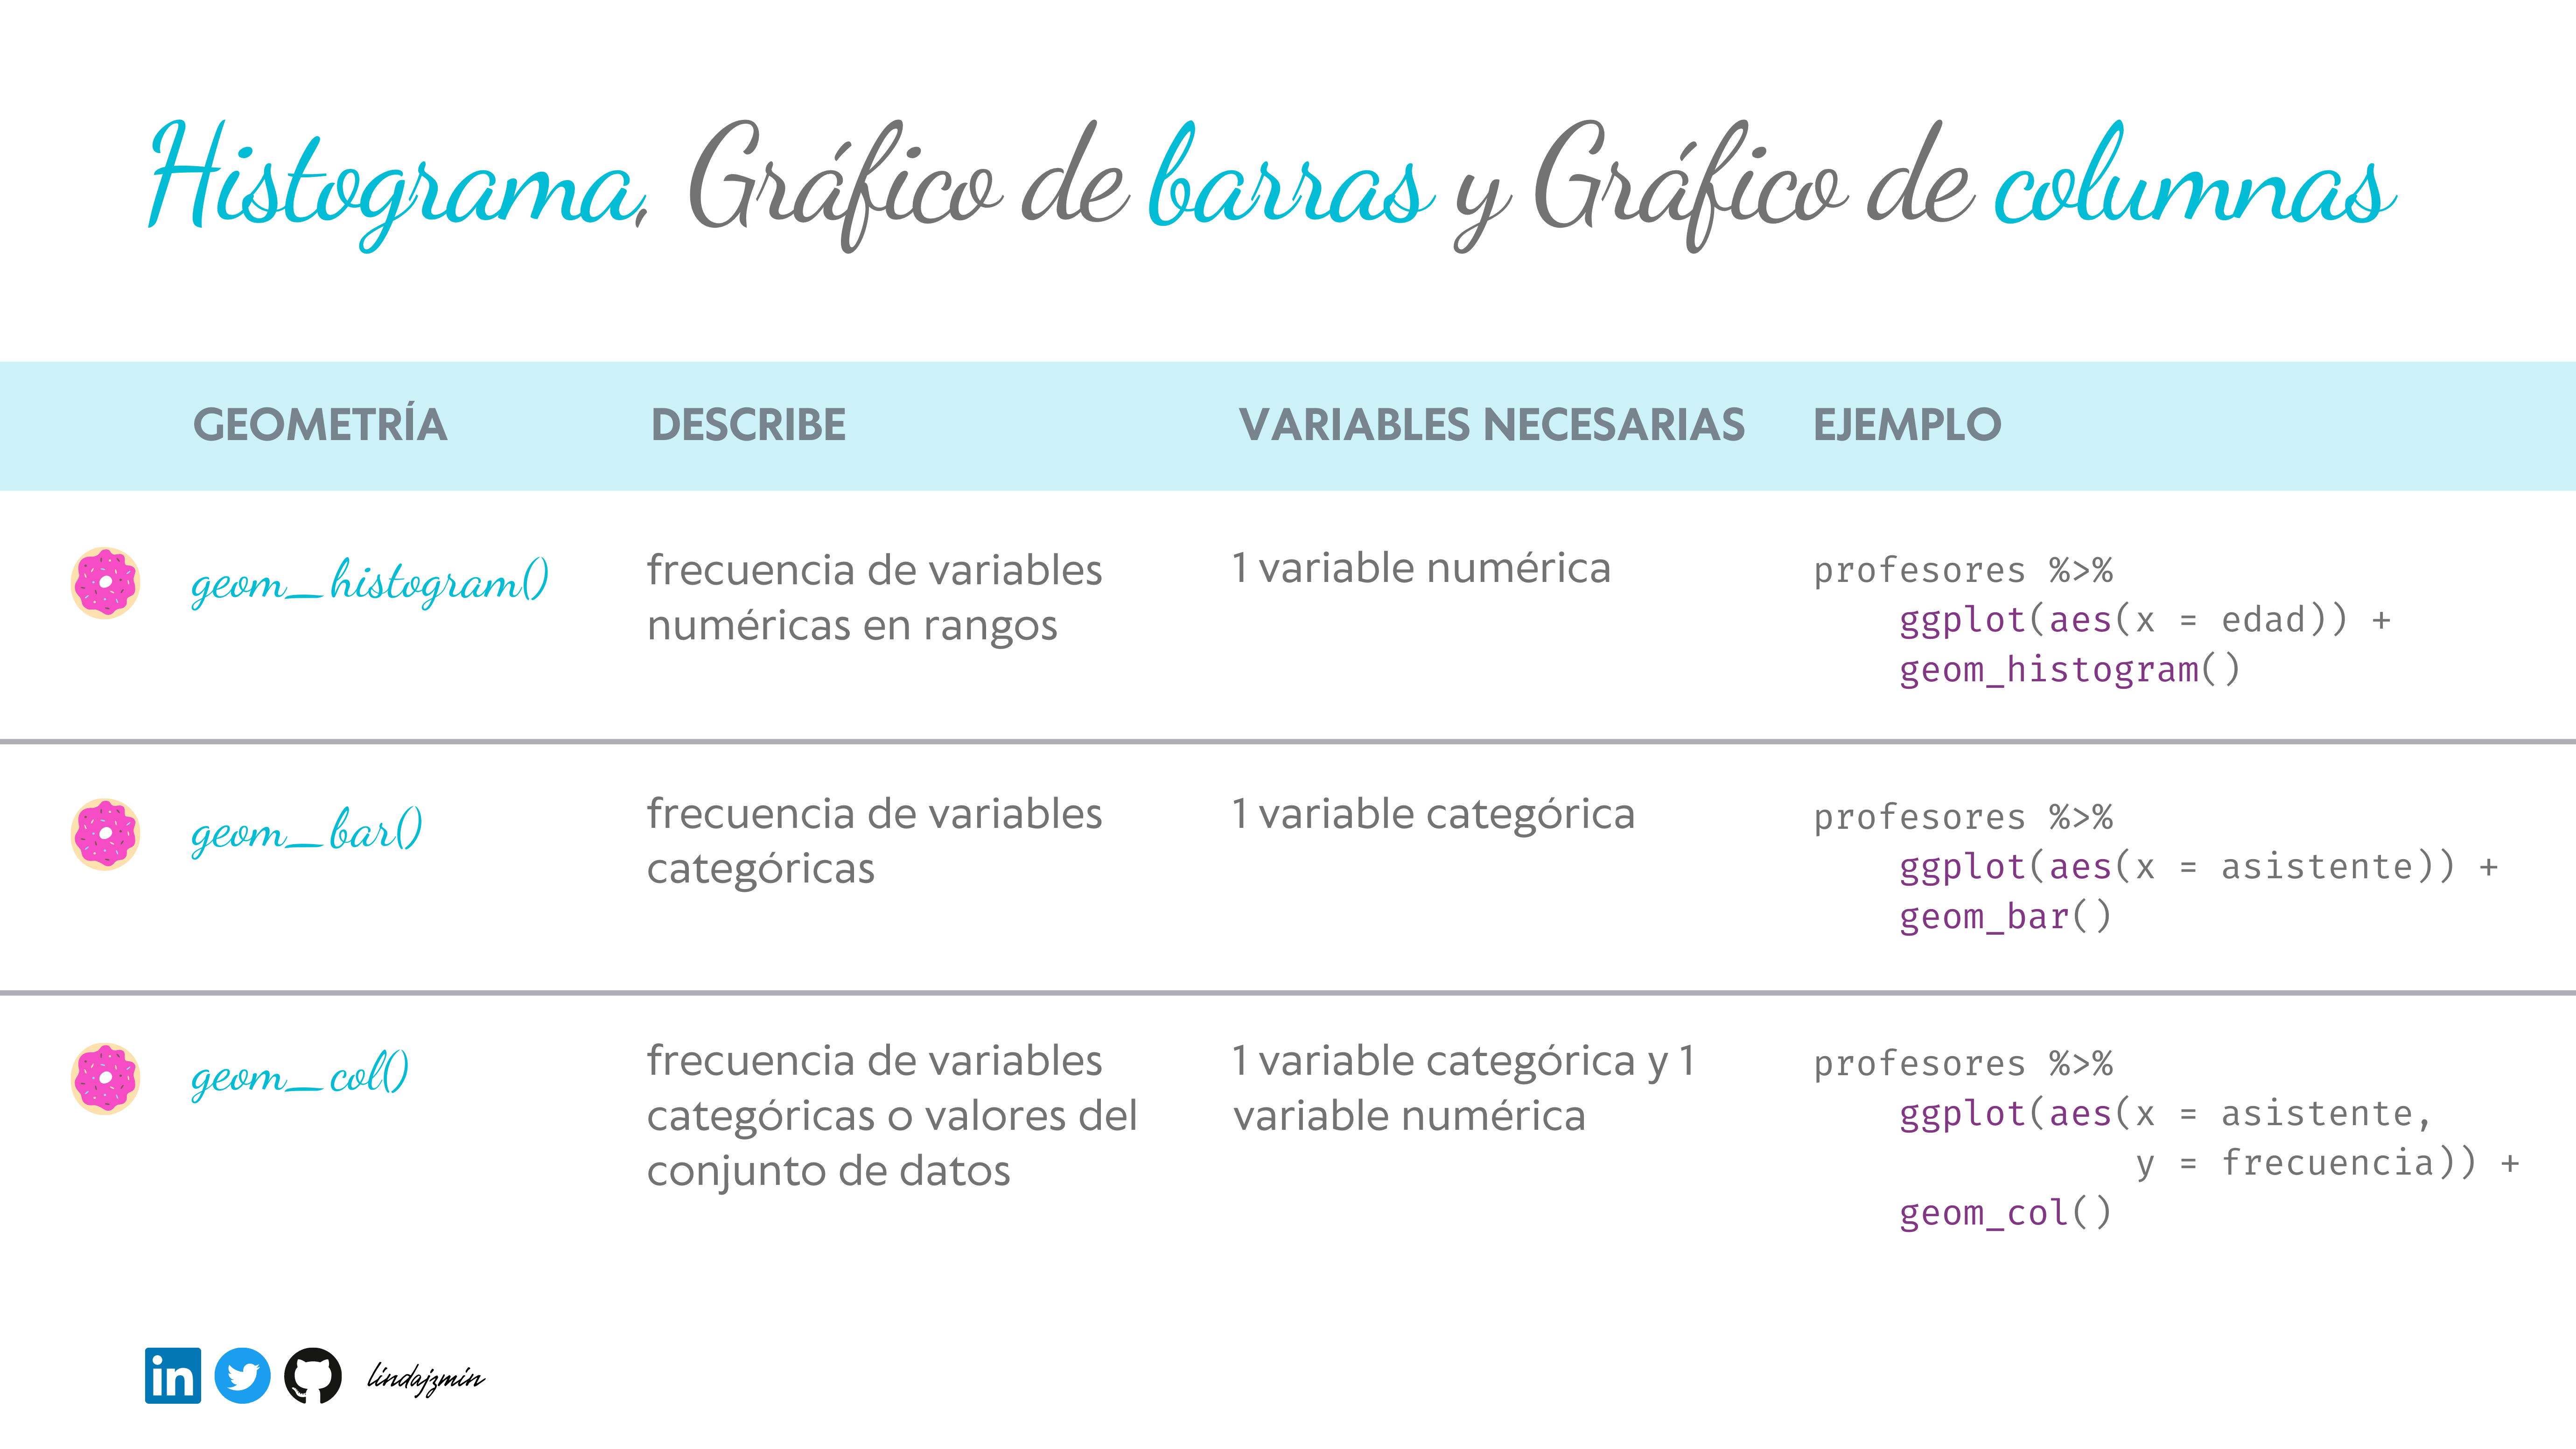 Histograma, Gráfico de barras y Gráfico de columnas
GEOMETRÍA DESCRIBE VARIABLES NECESARIAS EJEMPLO
geom_histogram()
frecuencia de variables
numéricas en rangos
1 variable numérica
profesores %>%
    ggplot(aes(x = edad)) +
    geom_histogram()
geom_bar()
frecuencia de variables
categóricas
1 variable categórica
profesores %>%
    ggplot(aes(x = asistente)) +
    geom_bar()
geom_col()
frecuencia de variables
categóricas o valores del
conjunto de datos
1 variable categórica y 1
variable numérica
profesores %>%
    ggplot(aes(x = asistente,
               y = frecuencia)) +
    geom_col()
in lindajzmin